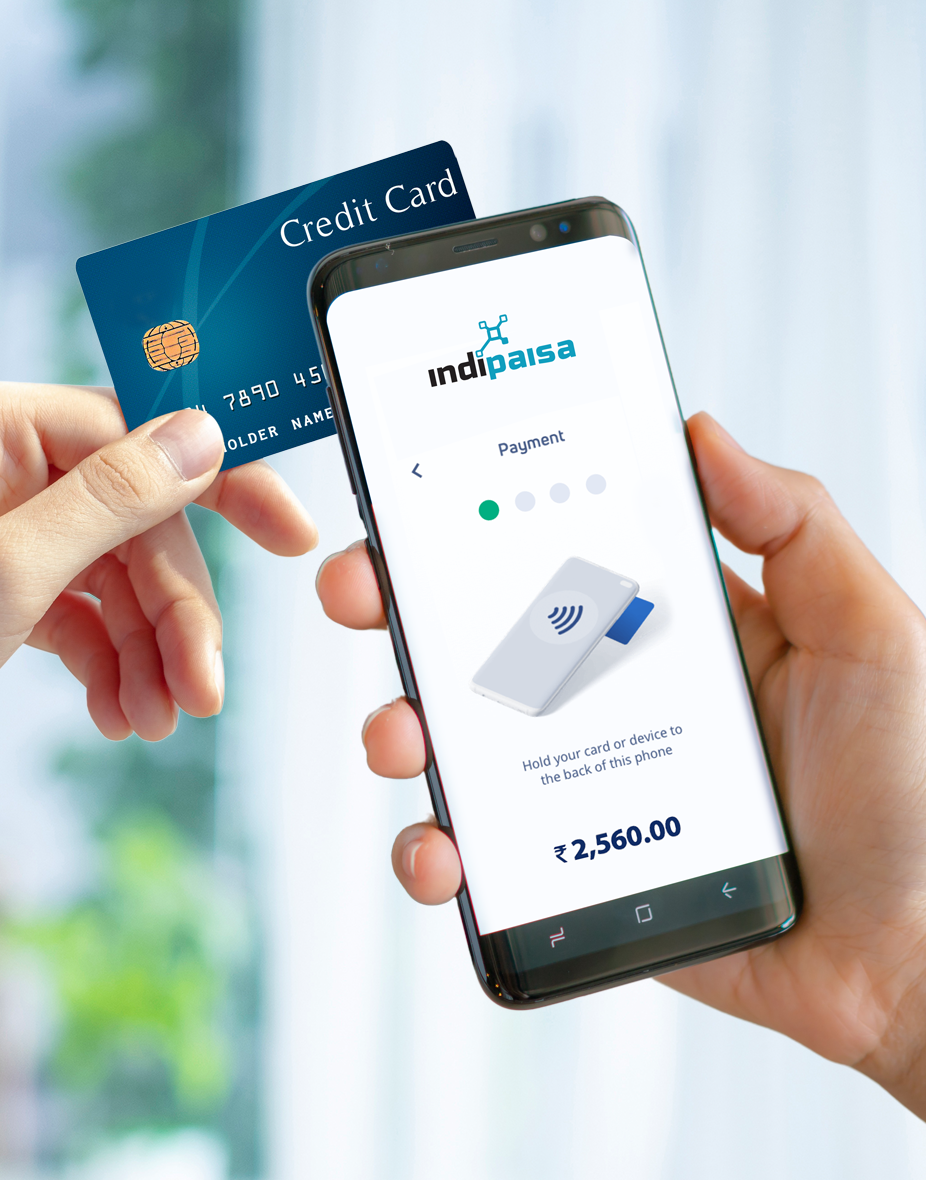 Credit Card
7890 45
HOLDER NAME
indipaisa
Payment
Hold your card or device to
the back of this phone
₹ 2,560.00